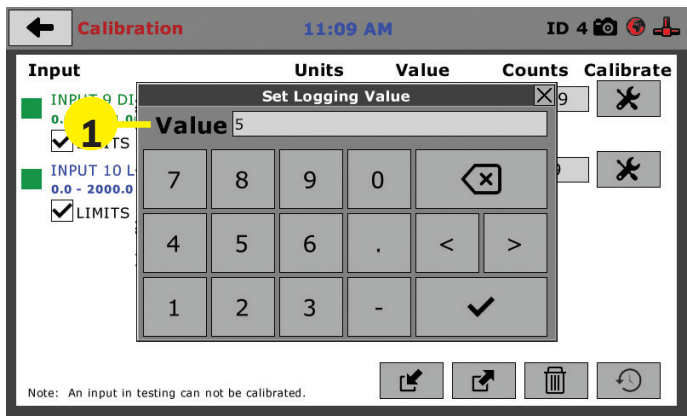 Calibration 11:09 AM ID 4
Input Units Value Counts Calibrate
INPUT 9 DI
Set Logging Value
9
0.
Value 5
1
LIMITS
INPUT 10 L
0.0 - 2000.0
LIMITS
7 8 9 0
4 5 6 . < >
1 2 3 -
Note: An input in testing can not be calibrated.